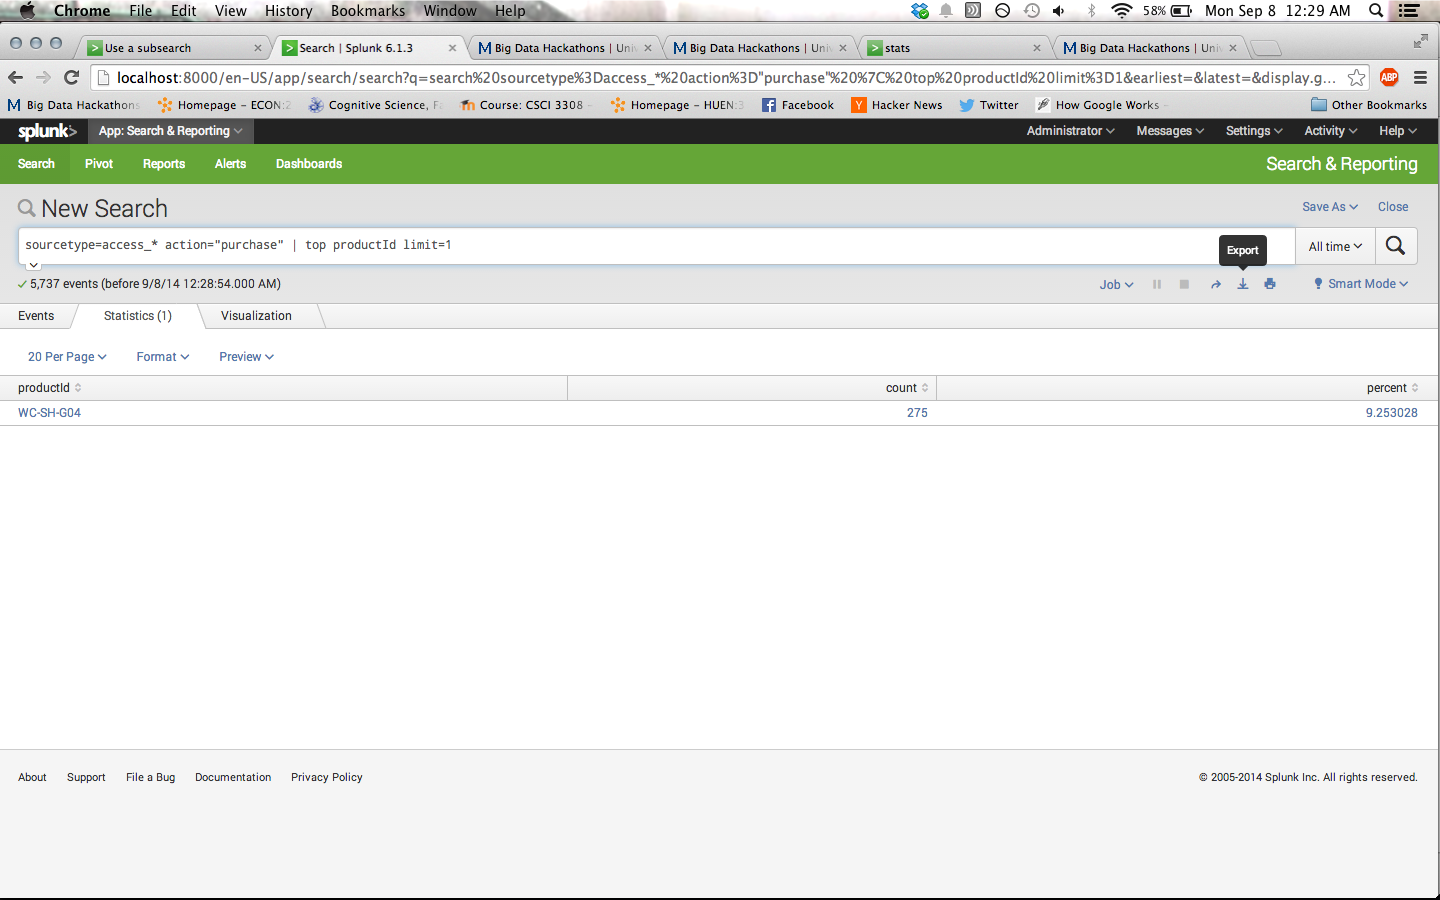 Chrome File Edit View History Bookmarks Window Help 58% Mon Sep 8 12:29 AM
Use a subsearch Search | Splunk 6.1.3 Big Data Hackathons | Univ Big Data Hackathons | Univ stats Big Data Hackathons | Univ
localhost:8000/en-US/app/search/search?q=search%20sourcetype%3Daccess_*%20action%3D"purchase"%20%7C%20top%20productId%20limit%3D1&earliest=&latest=&display.g... ABP
Big Data Hackathons Homepage – ECON:2 Cognitive Science, Fa Course: CSCI 3308 – Homepage – HUEN:3 Facebook Hacker News Twitter How Google Works – Other Bookmarks
splunk> App: Search & Reporting Administrator Messages Settings Activity Help
Search Pivot Reports Alerts Dashboards Search & Reporting
New Search Save As Close
sourcetype=access_* action="purchase" | top productId limit=1 Export All time
5,737 events (before 9/8/14 12:28:54.000 AM) Job Smart Mode
Events Statistics (1) Visualization
20 Per Page Format Preview
productId count percent
WC-SH-G04 275 9.253028
About Support File a Bug Documentation Privacy Policy © 2005-2014 Splunk Inc. All rights reserved.